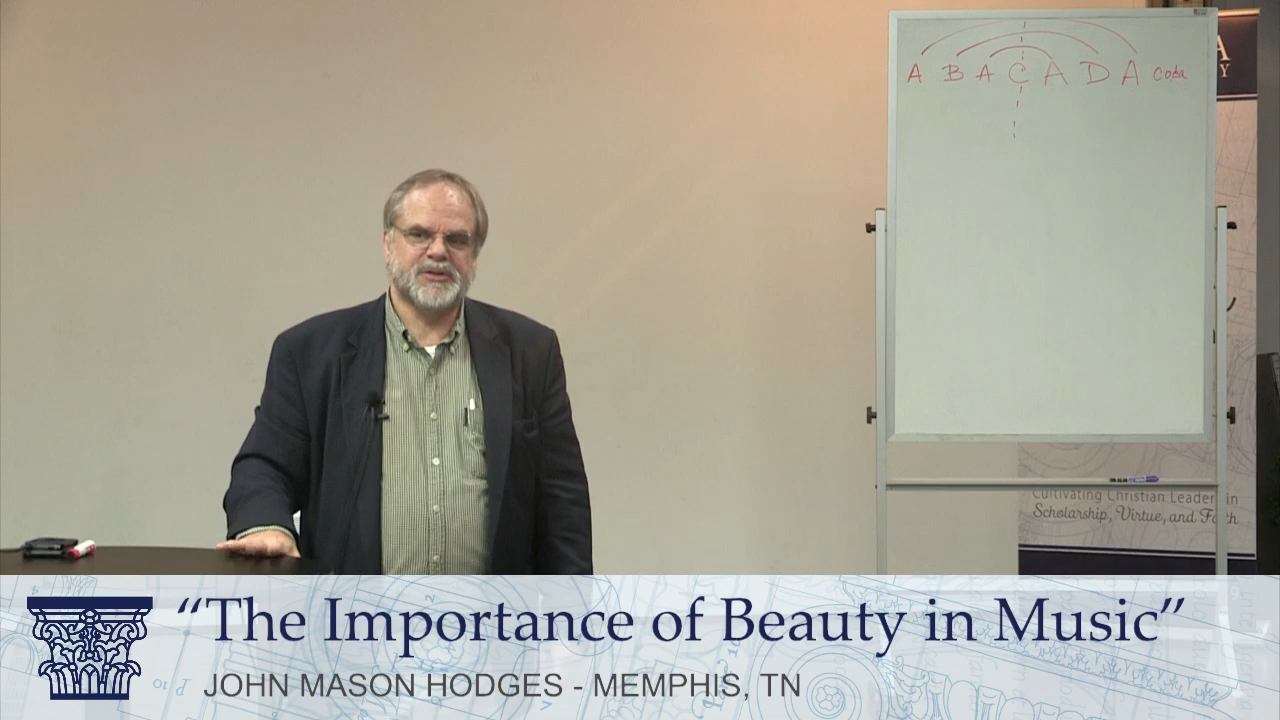 A B A C A D A Coda
A
Y
Cultivating Christian Leaders in
Scholarship, Virtue, and Faith
“The Importance of Beauty in Music”
JOHN MASON HODGES - MEMPHIS, TN